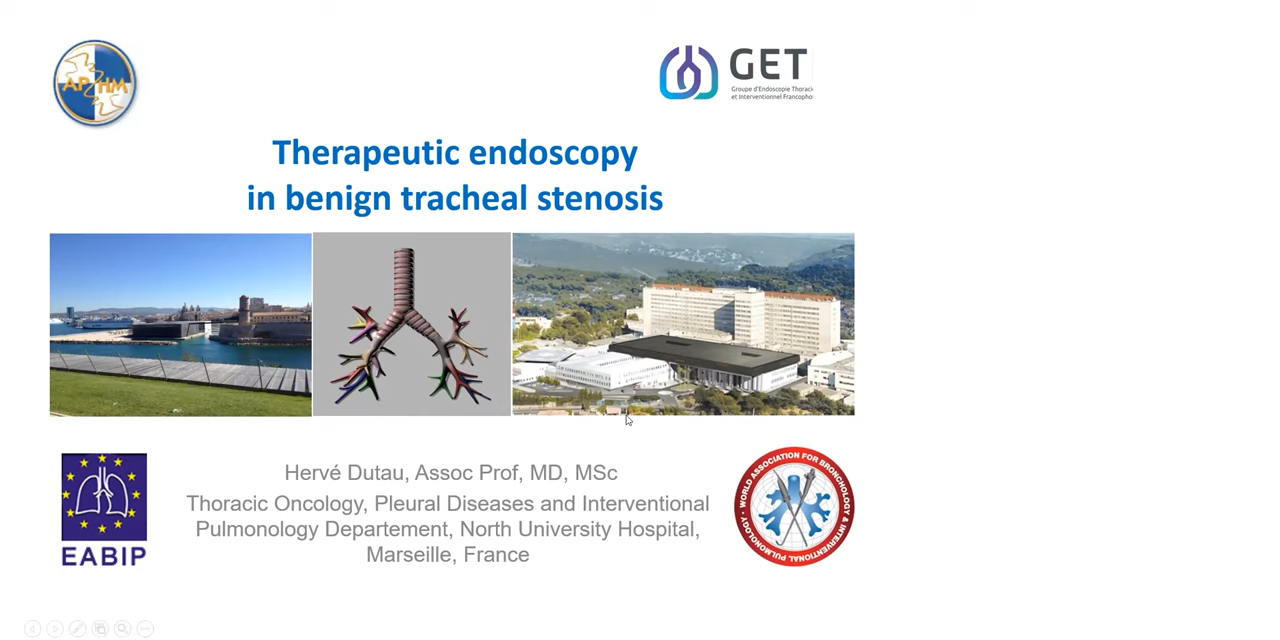 AP HM
GET
Groupe d'Endoscopie Thoraci
et Interventionnel Francopho
Therapeutic endoscopy
in benign tracheal stenosis
Hervé Dutau, Assoc Prof, MD, MSc
Thoracic Oncology, Pleural Diseases and Interventional
Pulmonology Departement, North University Hospital,
Marseille, France
EABIP
WORLD ASSOCIATION FOR BRONCHOLOGY & INTERVENTIONAL PULMONOLOGY